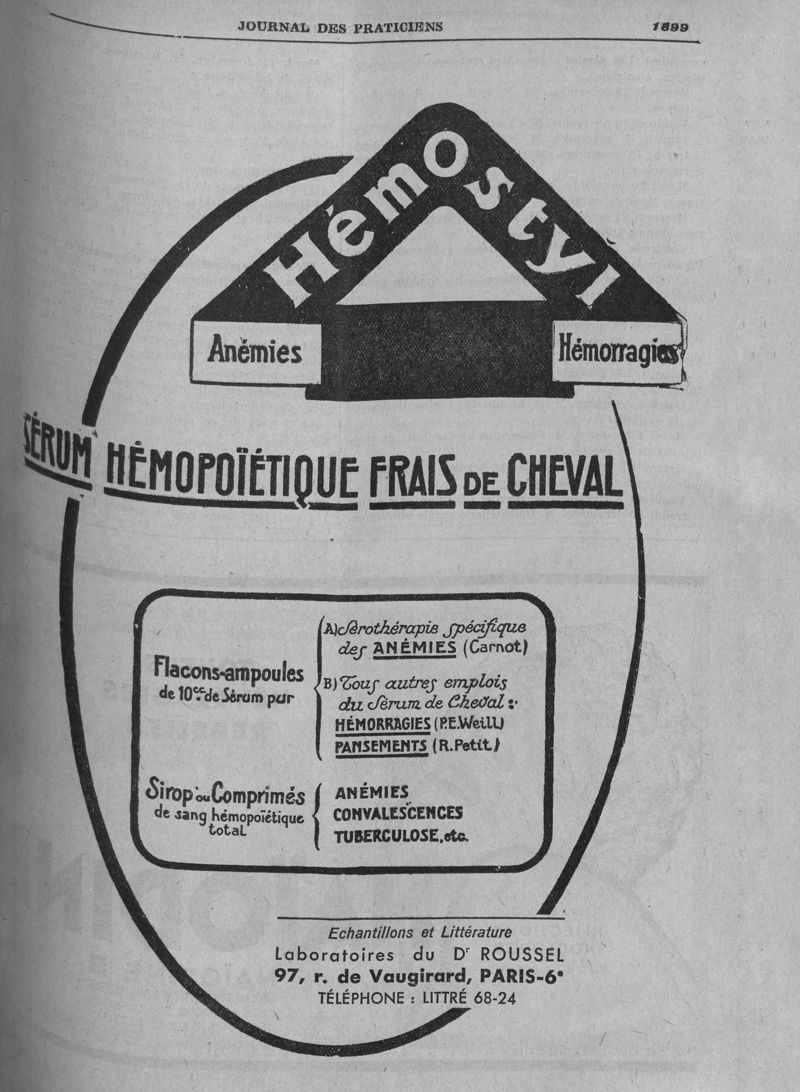 JOURNAL DES PRATICIENS 1899
Hémostyl
Anémies
Hémorragies
SÉRUM HÉMOPOÏÉTIQUE FRAIS DE CHEVAL
Flacons-ampoules
de 10cc de Sérum pur
A) Sérothérapie spécifique
des ANÉMIES (Carnot)
B) Tous autres emplois
du Sérum de Cheval :
HÉMORRAGIES (P.E. Weill)
PANSEMENTS (R. Petit)
Sirop ou Comprimés
de sang hémopoïétique
total
ANÉMIES
CONVALESCENCES
TUBERCULOSE, etc.
Echantillons et Littérature
Laboratoires du Dr ROUSSEL
97, r. de Vaugirard, PARIS-6e
TÉLÉPHONE : LITTRÉ 68-24